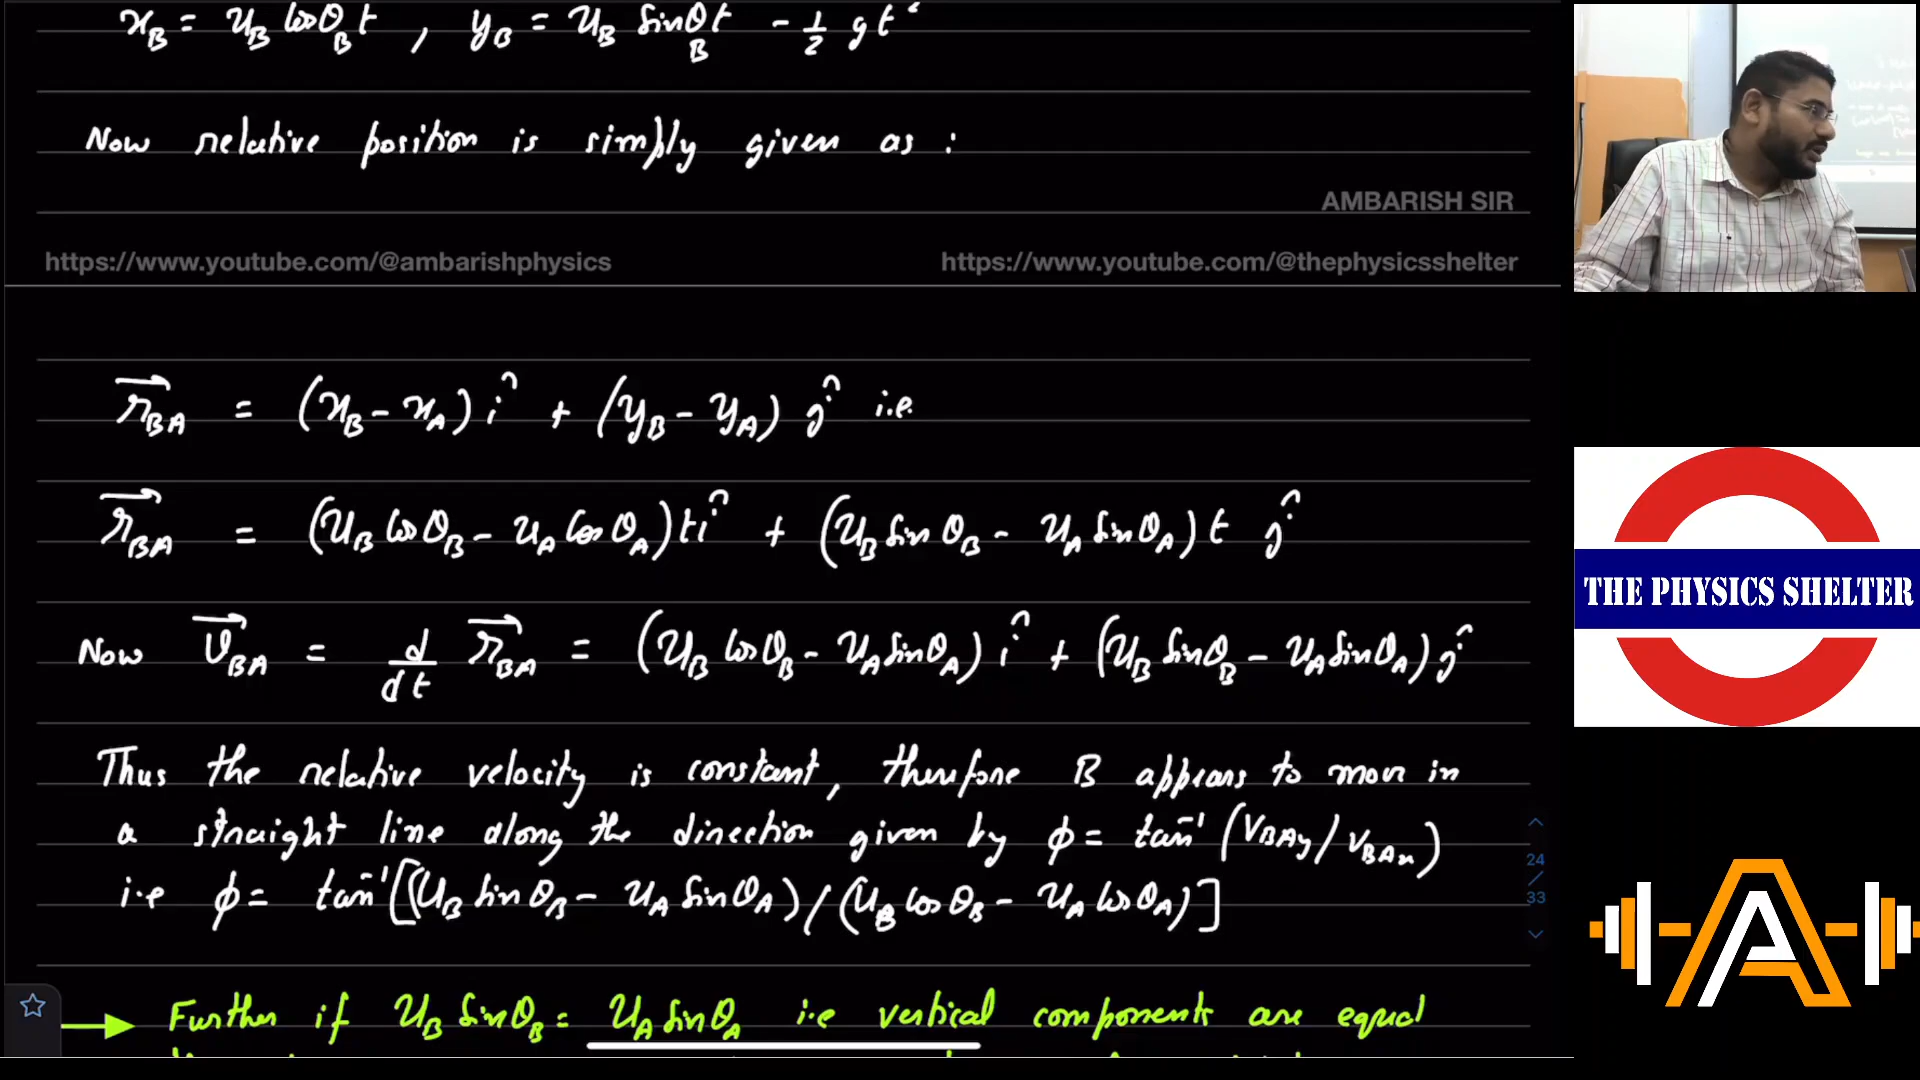 x_B = u_B cosθ_B t , y_B = u_B sinθ_B t - 1/2 gt²
Now relative position is simply given as :
AMBARISH SIR
https://www.youtube.com/@ambarishphysics https://www.youtube.com/@thephysicsshelter
r⃗_BA = (x_B - x_A) î + (y_B - y_A) ĵ i.e.
r⃗_BA = (u_B cosθ_B - u_A cosθ_A) t î + (u_B sinθ_B - u_A sinθ_A) t ĵ
Now v⃗_BA = d/dt r⃗_BA = (u_B cosθ_B - u_A sinθ_A) î + (u_B sinθ_B - u_A sinθ_A) ĵ
Thus the relative velocity is constant, therefore B appears to move in
a straight line along the direction given by ϕ = tan⁻¹ (V_BAy / V_BAx)
i.e ϕ = tan⁻¹ [(u_B sinθ_B - u_A sinθ_A) / (u_B cosθ_B - u_A cosθ_A)]
Further if u_B sinθ_B = u_A sinθ_A i.e vertical components are equal
24
/
33
THE PHYSICS SHELTER
A